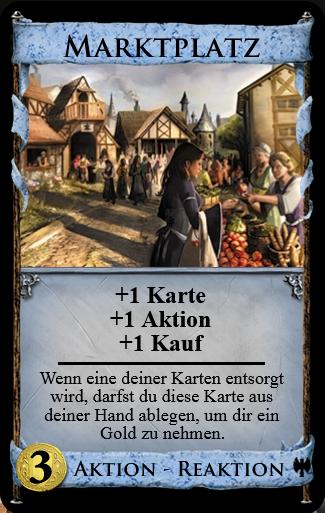 MARKTPLATZ
+1 Karte
+1 Aktion
+1 Kauf
Wenn eine deiner Karten entsorgt
wird, darfst du diese Karte aus
deiner Hand ablegen, um dir ein
Gold zu nehmen.
3 AKTION - REAKTION